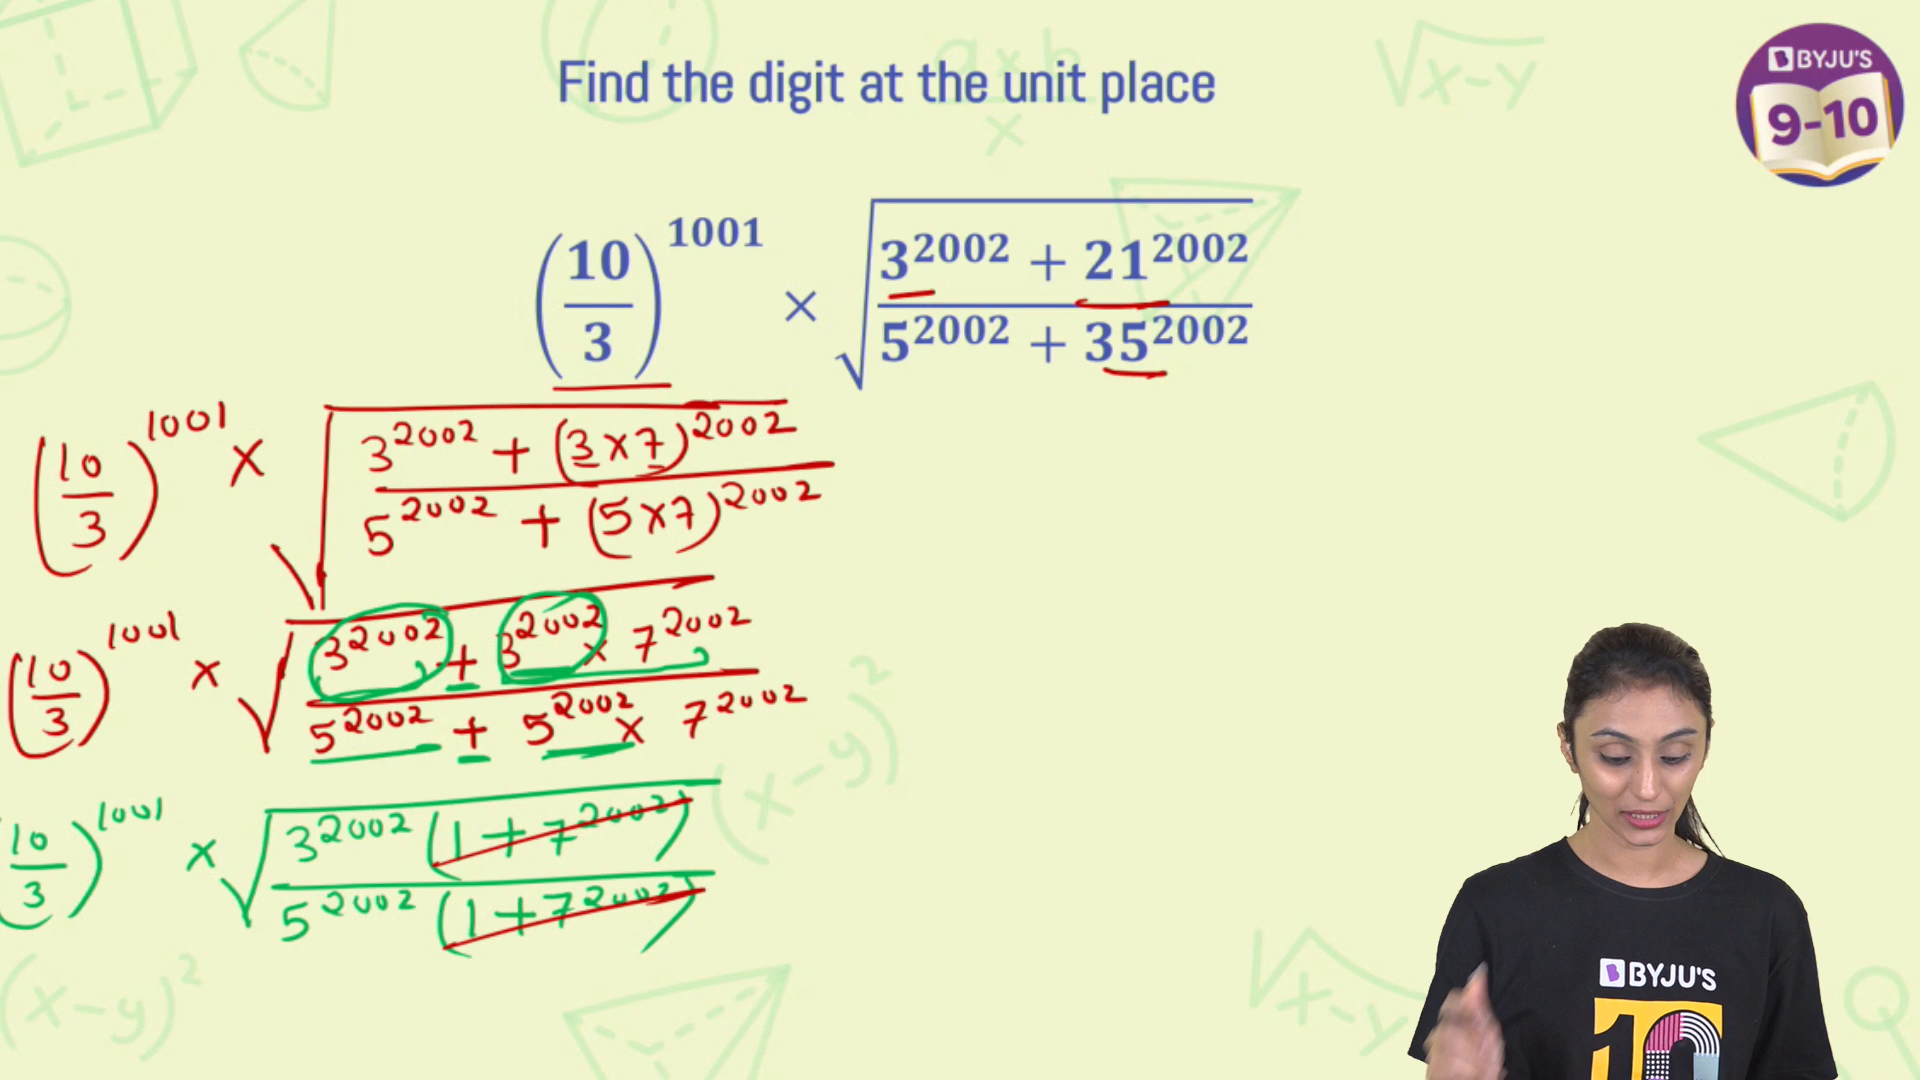 Find the digit at the unit place
BYJU'S
9-10
(10/3)^1001 × √((3^2002 + 21^2002)/(5^2002 + 35^2002))
(10/3)^1001 × √((3^2002 + (3×7)^2002)/(5^2002 + (5×7)^2002))
(10/3)^1001 × √((3^2002 + 3^2002 × 7^2002)/(5^2002 + 5^2002 × 7^2002))
(10/3)^1001 × √((3^2002 (1+7^2002))/(5^2002 (1+7^2002)))
a×b
x
√x-y
(x-y)²
(x-y)²
√x-y
BYJU'S
10